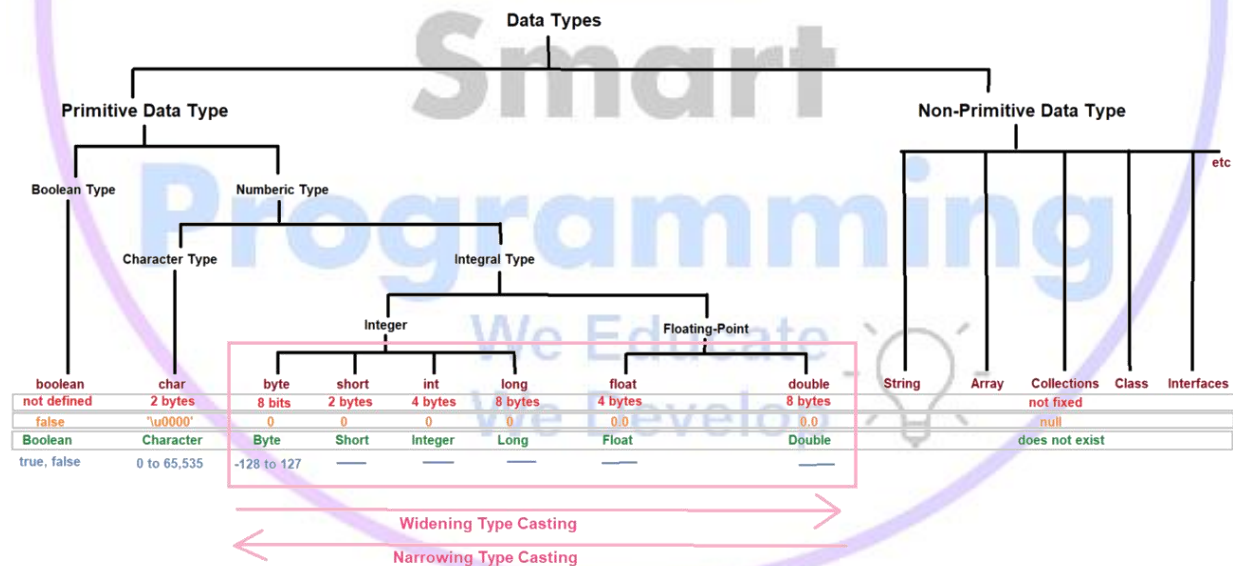 Data Types
Smart
Primitive Data Type Non-Primitive Data Type
etc
Programming
Boolean Type Numberic Type
Character Type Integral Type
Integer Floating-Point
We Educate
boolean char byte short int long float double String Array Collections Class Interfaces
not defined 2 bytes 8 bits 2 bytes 4 bytes 8 bytes 4 bytes 8 bytes not fixed
We Develop
false '\u0000' 0 0 0 0 0.0 0.0 null
Boolean Character Byte Short Integer Long Float Double does not exist
true, false 0 to 65,535 -128 to 127
Widening Type Casting
Narrowing Type Casting